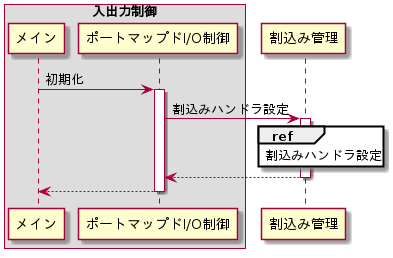 入出力制御
メイン
ポートマップドI/O制御
割込み管理
初期化
割込みハンドラ設定
ref
割込みハンドラ設定
メイン
ポートマップドI/O制御
割込み管理